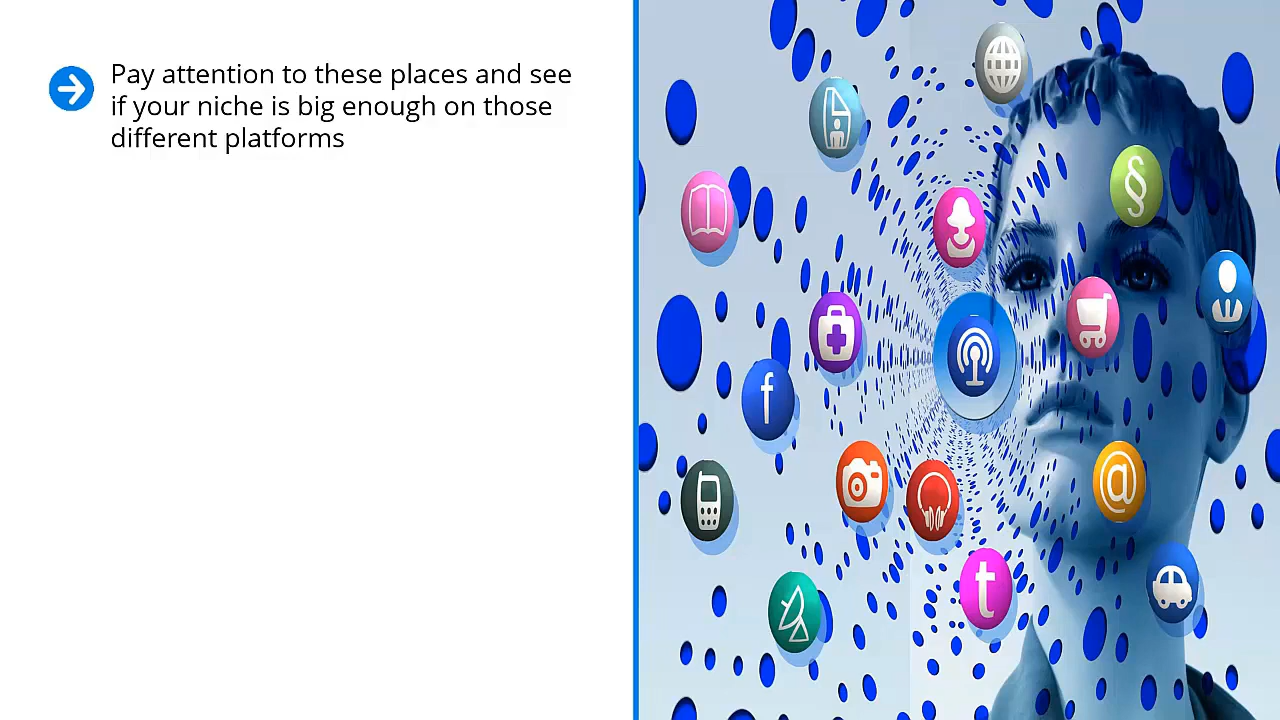 Pay attention to these places and see
if your niche is big enough on those
different platforms
f
§
@
t